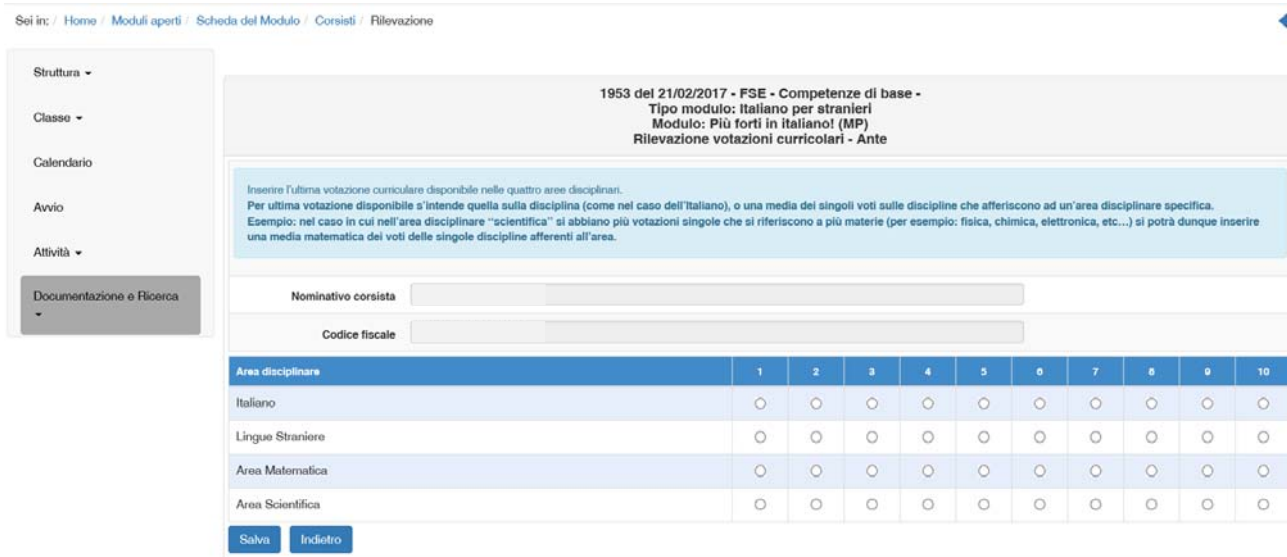 Sei in: / Home / Moduli aperti / Scheda del Modulo / Corsisti / Rilevazione
Struttura
Classe
Calendario
Avvio
Attività
Documentazione e Ricerca
1953 del 21/02/2017 - FSE - Competenze di base -
Tipo modulo: Italiano per stranieri
Modulo: Più forti in italiano! (MP)
Rilevazione votazioni curricolari - Ante
Inserire l'ultima votazione curriculare disponibile nelle quattro aree disciplinari.
Per ultima votazione disponibile s'intende quella sulla disciplina (come nel caso dell'Italiano), o una media dei singoli voti sulle discipline che afferiscono ad un'area disciplinare specifica.
Esempio: nel caso in cui nell'area disciplinare "scientifica" si abbiano più votazioni singole che si riferiscono a più materie (per esempio: fisica, chimica, elettronica, etc...) si potrà dunque inserire
una media matematica dei voti delle singole discipline afferenti all'area.
Nominativo corsista
Codice fiscale
Area disciplinare 1 2 3 4 5 6 7 8 9 10
Italiano
Lingue Straniere
Area Matematica
Area Scientifica
Salva Indietro